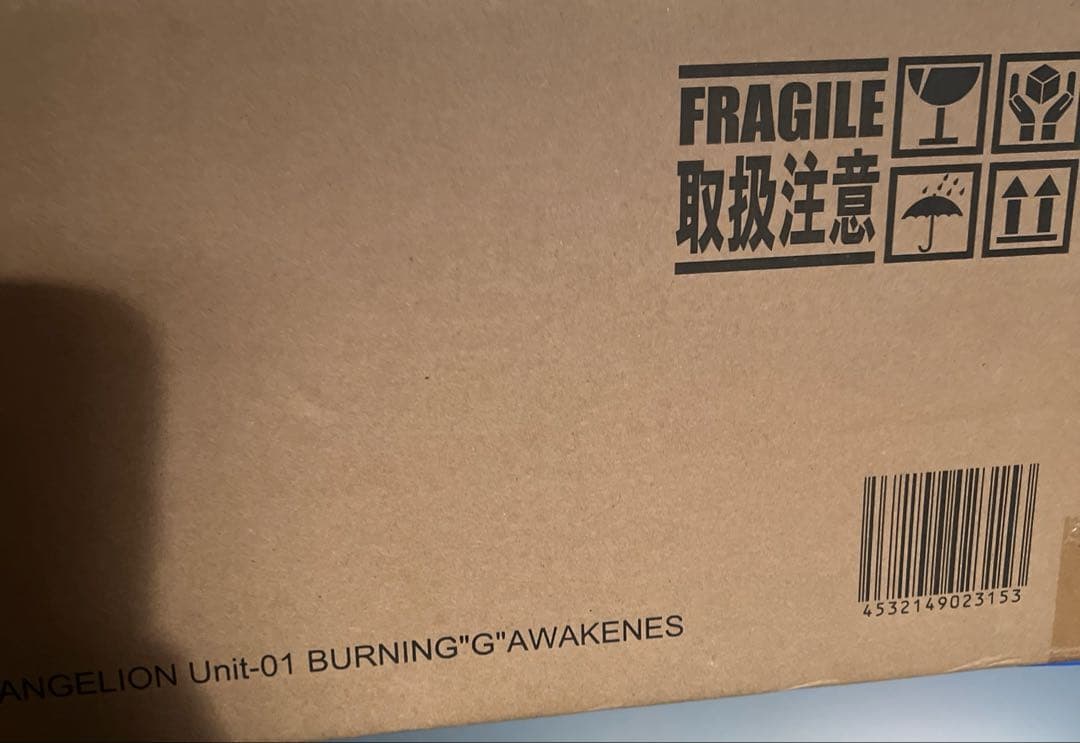 FRAGILE
取扱注意
4532149023153
ANGELION Unit-01 BURNING"G"AWAKENES